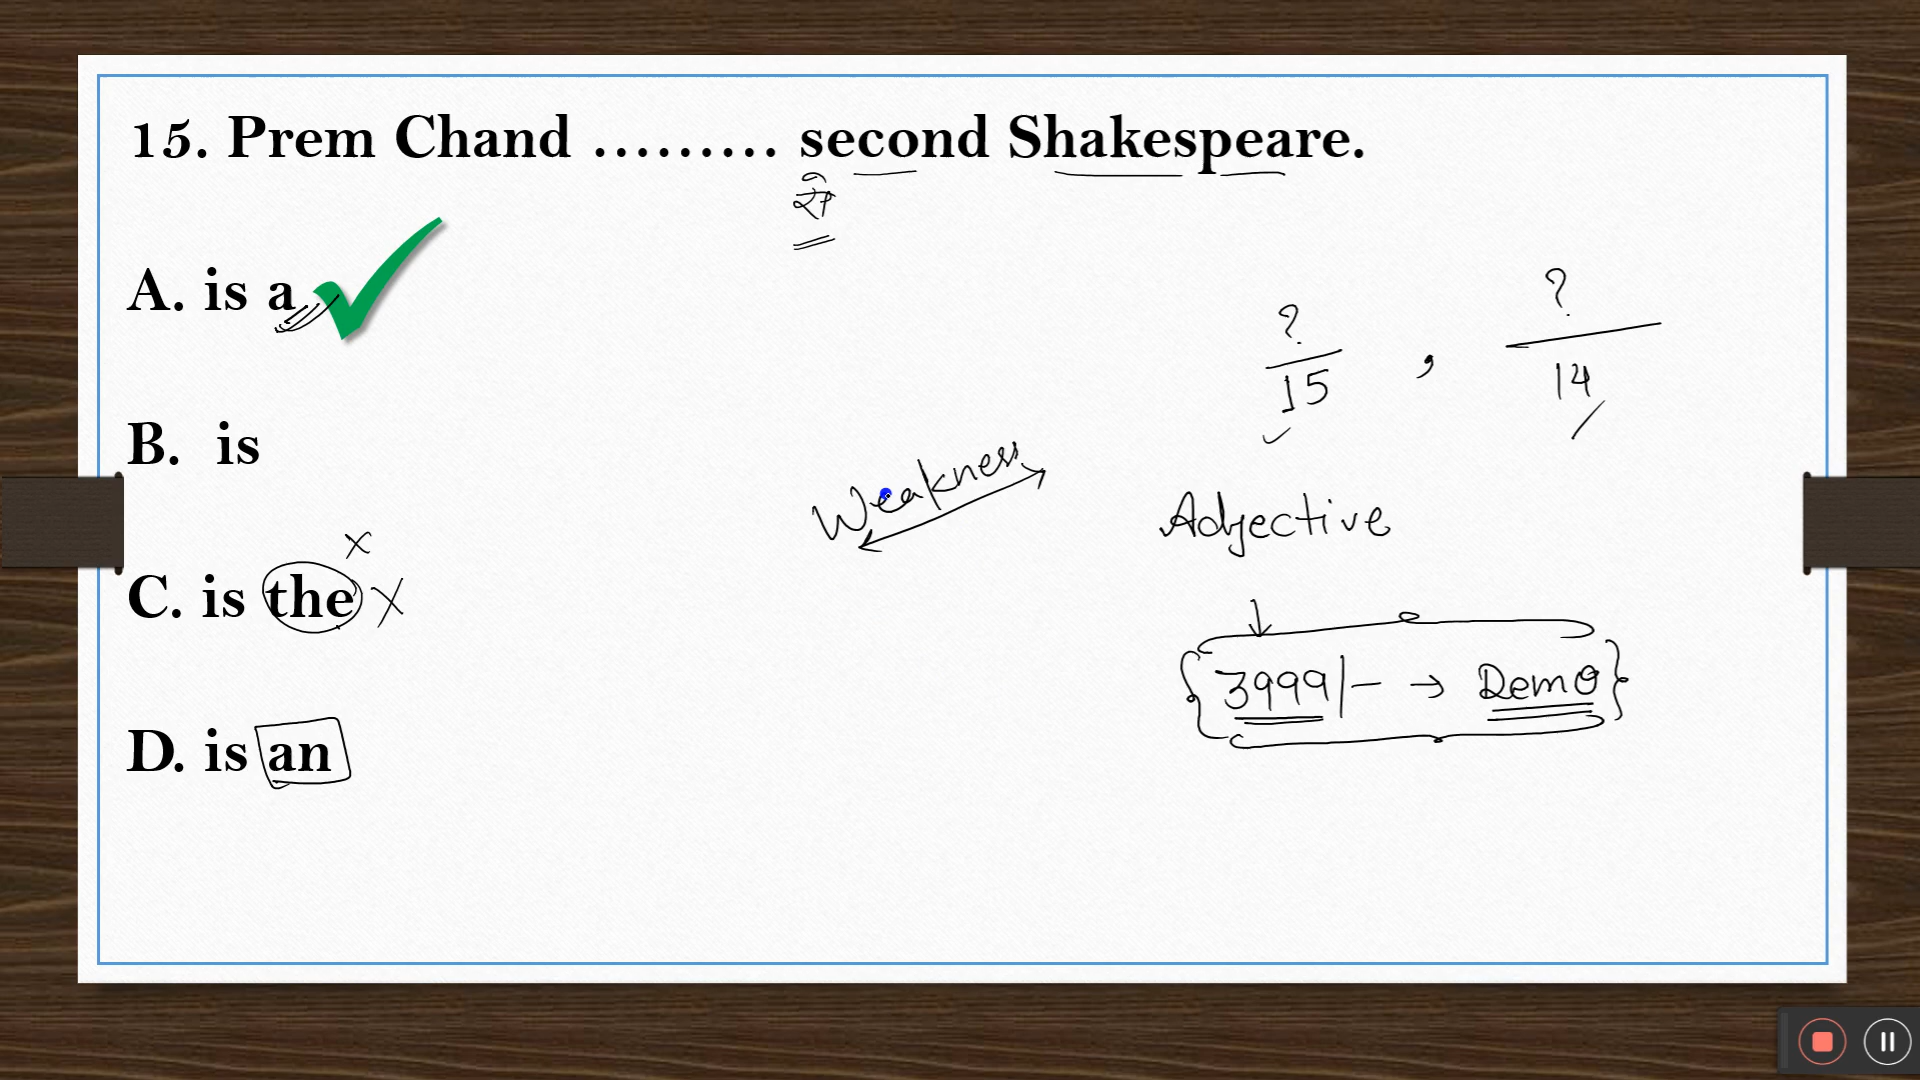 15. Prem Chand ......... second Shakespeare.
से
A. is a
? / 15 , ? / 14
B. is
Weakness
Adjective
x
C. is the x
{ 3999/- → Demo }
D. is an